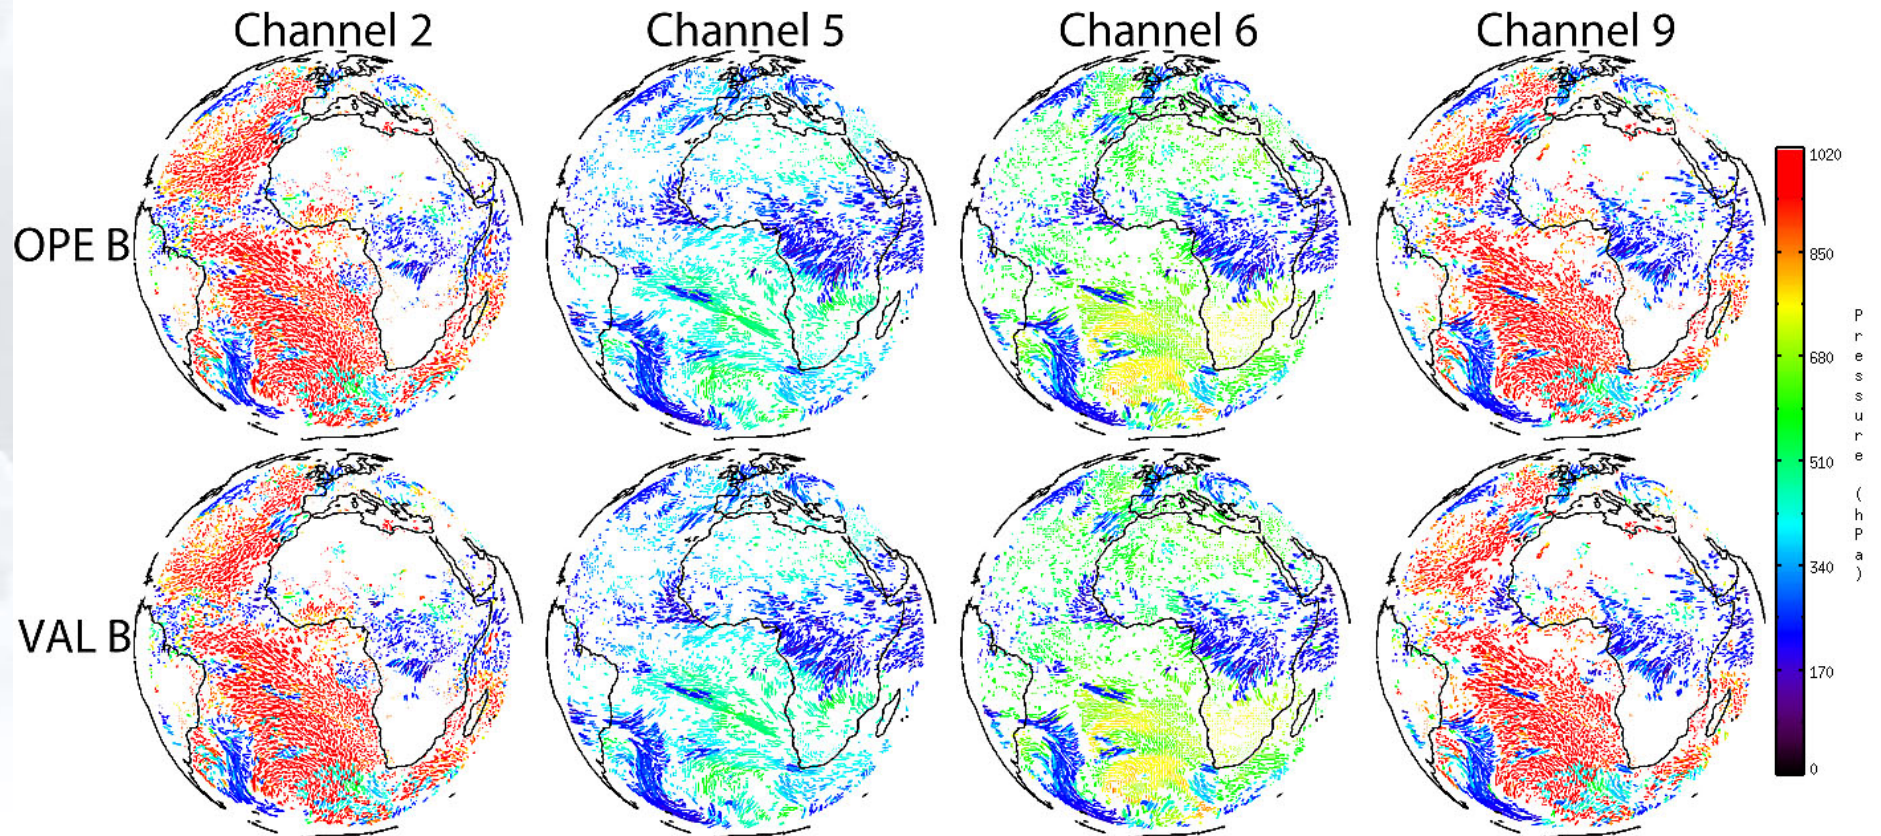 Channel 2
Channel 5
Channel 6
Channel 9
OPE B
VAL B
1020
850
680
510
340
170
0
Pressure (hPa)